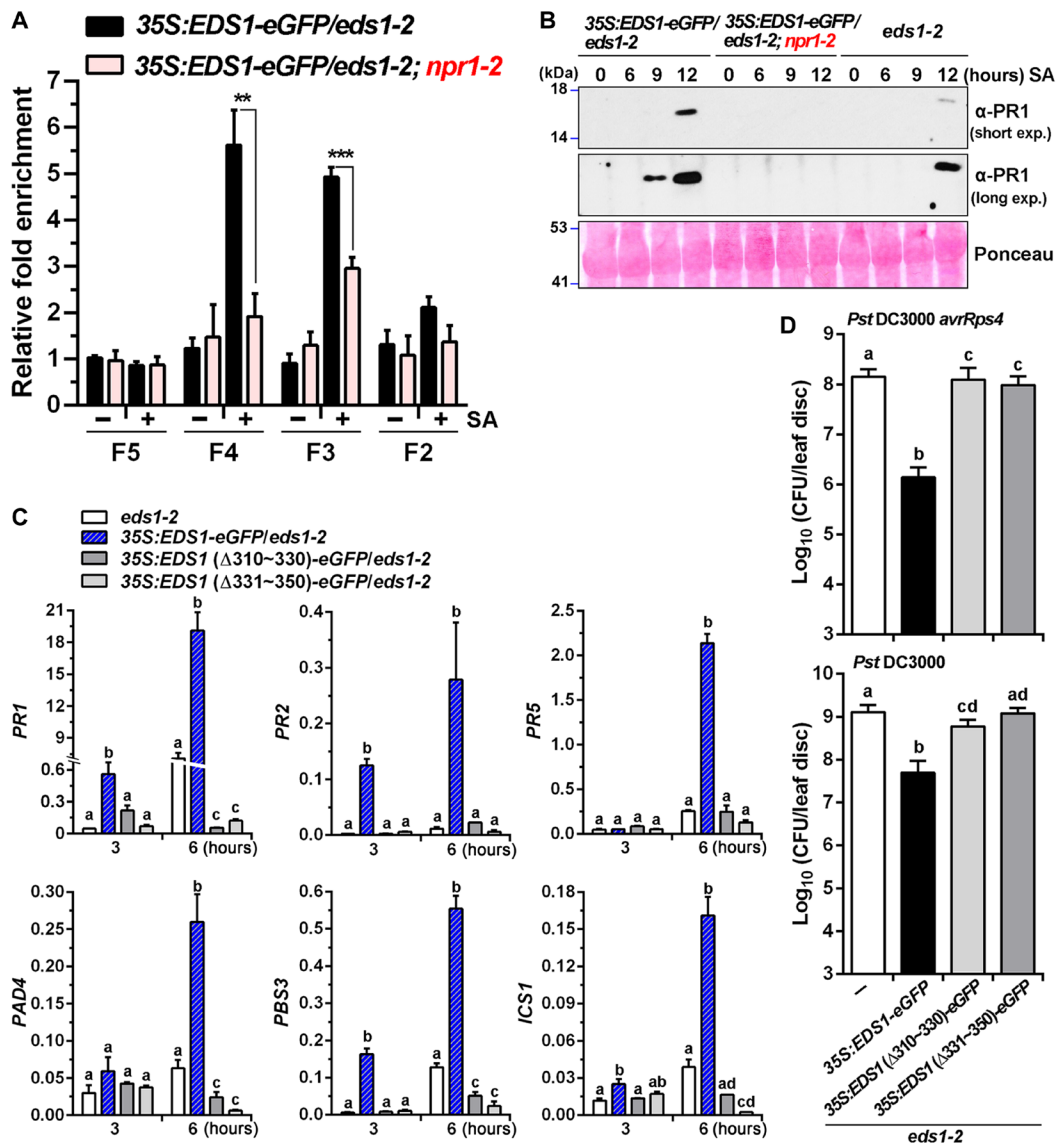 A
35S:EDS1-eGFP/eds1-2
35S:EDS1-eGFP/eds1-2; npr1-2
Relative fold enrichment
7
6
5
4
3
2
1
0
**
***
− + − + − + − + SA
F5 F4 F3 F2
B
35S:EDS1-eGFP/ 35S:EDS1-eGFP/
eds1-2 eds1-2; npr1-2 eds1-2
(kDa) 0 6 9 12 0 6 9 12 0 6 9 12 (hours) SA
18
14
α-PR1
(short exp.)
α-PR1
(long exp.)
53
41
Ponceau
C
eds1-2
35S:EDS1-eGFP/eds1-2
35S:EDS1 (Δ310~330)-eGFP/eds1-2
35S:EDS1 (Δ331~350)-eGFP/eds1-2
PR1
21
18
15
12
9
0.6
0.3
0
a b a a a b c c
3 6 (hours)
PR2
0.4
0.3
0.2
0.1
0.0
a b a a a b a a
3 6 (hours)
PR5
2.5
2.0
1.5
1.0
0.5
0.0
a a a a a b a a
3 6 (hours)
PAD4
0.30
0.25
0.20
0.15
0.10
0.05
0.00
a a a a a b c c
3 6 (hours)
PBS3
0.6
0.5
0.4
0.3
0.2
0.1
0.0
a b a a a b c c
3 6 (hours)
ICS1
0.18
0.15
0.12
0.09
0.06
0.03
0.00
a b a ab a b ad cd
3 6 (hours)
D
Pst DC3000 avrRps4
Log10 (CFU/leaf disc)
9
8
7
6
5
4
3
a b c c
Pst DC3000
Log10 (CFU/leaf disc)
10
9
8
7
6
5
4
3
a b cd ad
−
35S:EDS1-eGFP
35S:EDS1 (Δ310~330)-eGFP
35S:EDS1 (Δ331~350)-eGFP
eds1-2